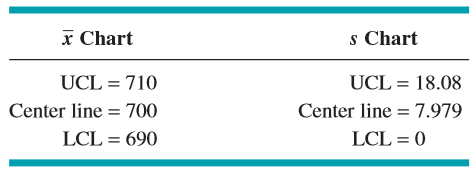 x̄ Chart s Chart
UCL = 710 UCL = 18.08
Center line = 700 Center line = 7.979
LCL = 690 LCL = 0